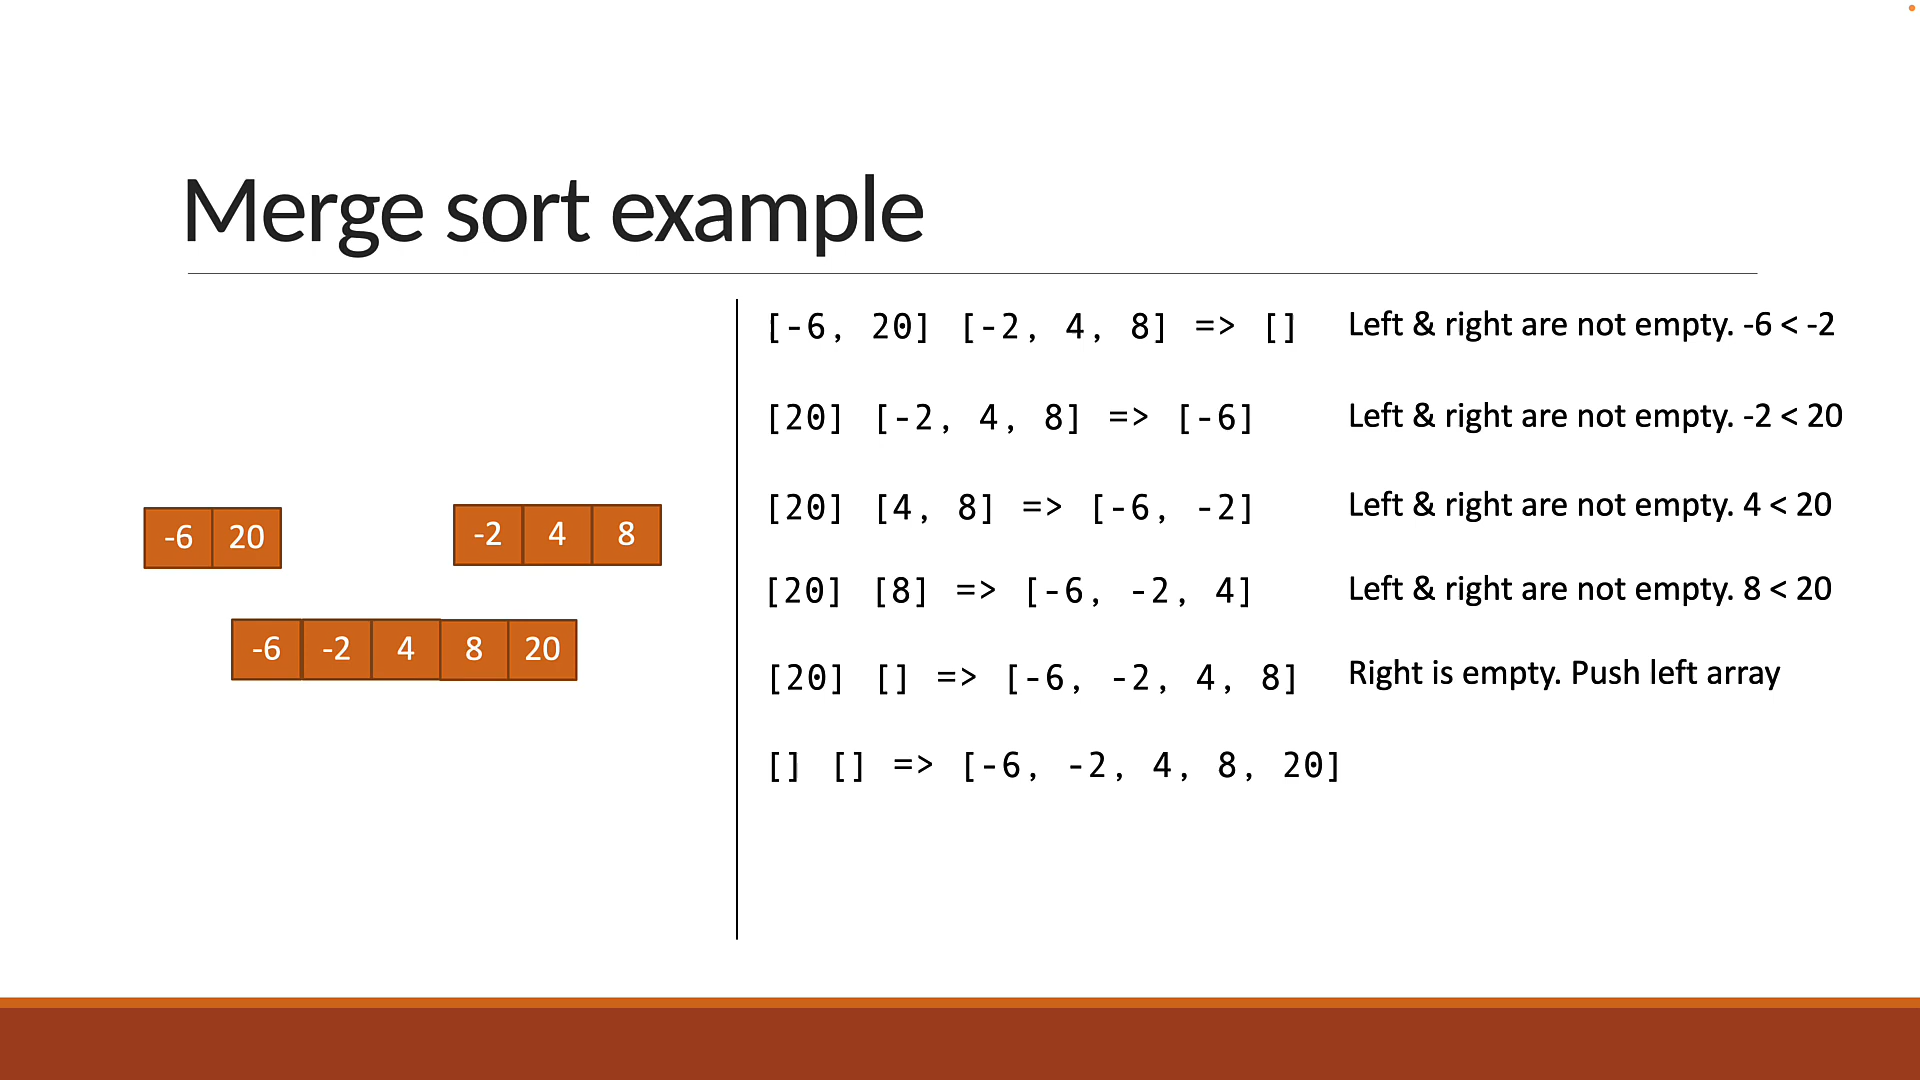 Merge sort example
-6 20
-2 4 8
-6 -2 4 8 20
[-6, 20] [-2, 4, 8] => [] Left & right are not empty. -6 < -2
[20] [-2, 4, 8] => [-6] Left & right are not empty. -2 < 20
[20] [4, 8] => [-6, -2] Left & right are not empty. 4 < 20
[20] [8] => [-6, -2, 4] Left & right are not empty. 8 < 20
[20] [] => [-6, -2, 4, 8] Right is empty. Push left array
[] [] => [-6, -2, 4, 8, 20]